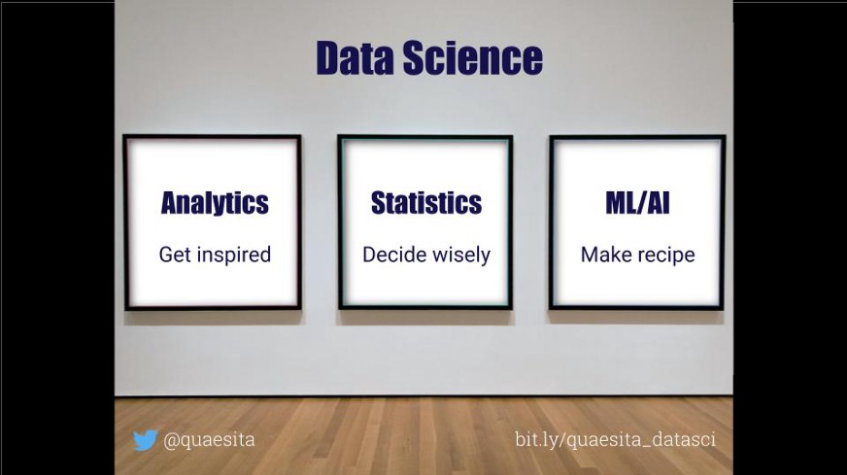 Data Science
Analytics
Get inspired
Statistics
Decide wisely
ML/AI
Make recipe
@quaesita
bit.ly/quaesita_datasci